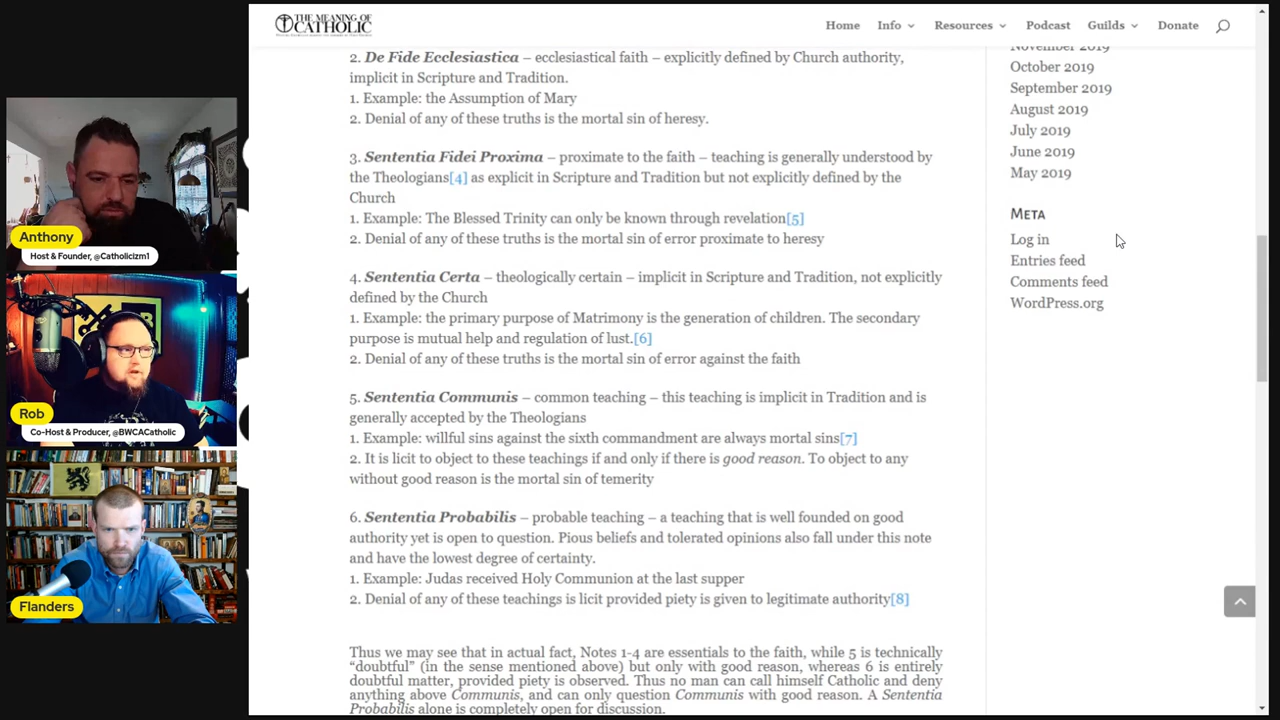 THE MEANING OF
CATHOLIC
Home Info Resources Podcast Guilds Donate
2. De Fide Ecclesiastica – ecclesiastical faith – explicitly defined by Church authority,
implicit in Scripture and Tradition.
1. Example: the Assumption of Mary
2. Denial of any of these truths is the mortal sin of heresy.
3. Sententia Fidei Proxima – proximate to the faith – teaching is generally understood by
the Theologians[4] as explicit in Scripture and Tradition but not explicitly defined by the
Church
1. Example: The Blessed Trinity can only be known through revelation[5]
2. Denial of any of these truths is the mortal sin of error proximate to heresy
4. Sententia Certa – theologically certain – implicit in Scripture and Tradition, not explicitly
defined by the Church
1. Example: the primary purpose of Matrimony is the generation of children. The secondary
purpose is mutual help and regulation of lust.[6]
2. Denial of any of these truths is the mortal sin of error against the faith
5. Sententia Communis – common teaching – this teaching is implicit in Tradition and is
generally accepted by the Theologians
1. Example: willful sins against the sixth commandment are always mortal sins[7]
2. It is licit to object to these teachings if and only if there is good reason. To object to any
without good reason is the mortal sin of temerity
6. Sententia Probabilis – probable teaching – a teaching that is well founded on good
authority yet is open to question. Pious beliefs and tolerated opinions also fall under this note
and have the lowest degree of certainty.
1. Example: Judas received Holy Communion at the last supper
2. Denial of any of these teachings is licit provided piety is given to legitimate authority[8]
Thus we may see that in actual fact, Notes 1-4 are essentials to the faith, while 5 is technically
“doubtful” (in the sense mentioned above) but only with good reason, whereas 6 is entirely
doubtful matter, provided piety is observed. Thus no man can call himself Catholic and deny
anything above Communis, and can only question Communis with good reason. A Sententia
Probabilis alone is completely open for discussion.
November 2019
October 2019
September 2019
August 2019
July 2019
June 2019
May 2019
META
Log in
Entries feed
Comments feed
WordPress.org
Anthony
Host & Founder, @Catholicizm1
Rob
Co-Host & Producer, @BWCACatholic
Flanders